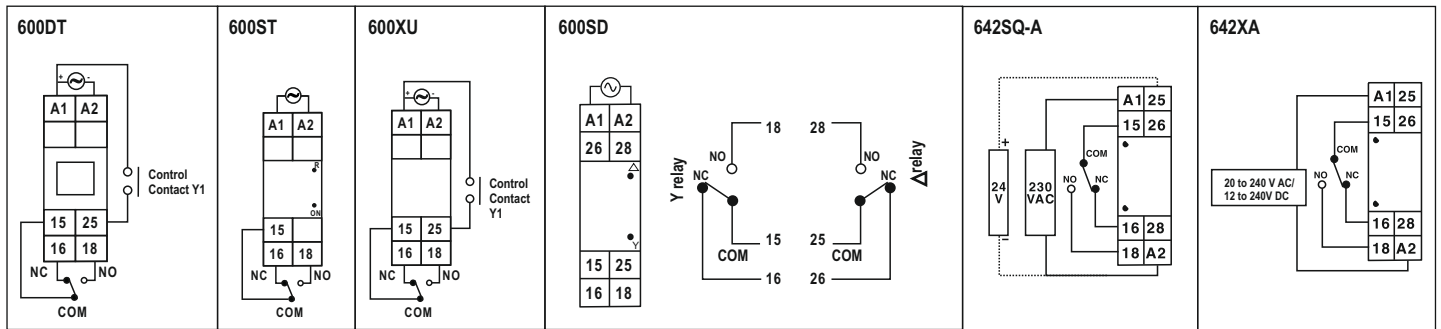 600DT
+ -
A1 A2
Control
Contact Y1
15 25
16 18
NC NO
COM
600ST
A1 A2
R
ON
15
16 18
NC NO
COM
600XU
+ -
A1 A2
Control
Contact
Y1
15 25
16 18
NC NO
COM
600SD
A1 A2
26 28
Δ
Y
15 25
16 18
Y relay
18 28
NO NO
NC NC
Δ relay
15 25
COM COM
16 26
642SQ-A
A1 25
15 26
+
COM
24
V
230
VAC
NO NC
–
16 28
18 A2
642XA
A1 25
15 26
COM
20 to 240 V AC/
12 to 240V DC
NO NC
16 28
18 A2